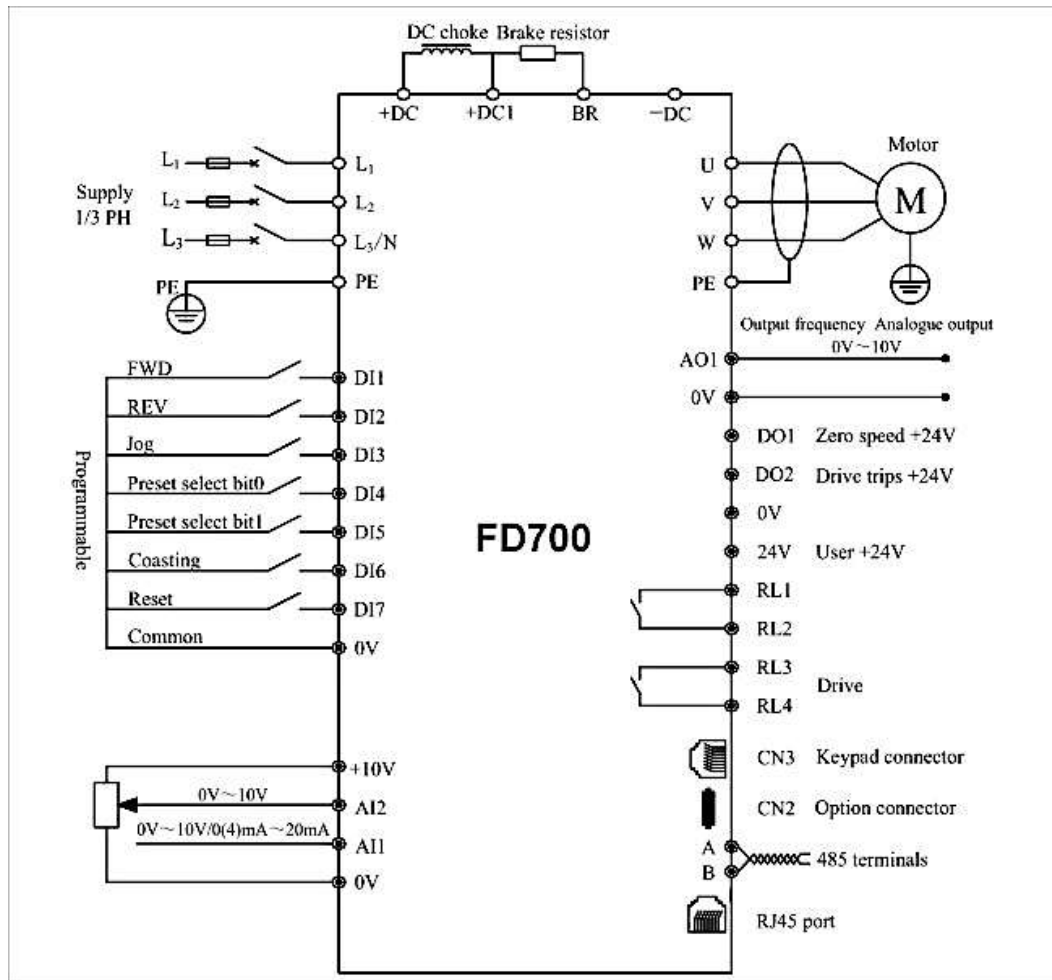 DC choke Brake resistor
+DC +DC1 BR −DC
L1 L1
Supply
1/3 PH
L2 L2
L3 L3/N
PE PE
U
V
W
PE
Motor
M
Output frequency Analogue output
0V～10V
AO1
0V
FWD DI1
REV DI2
Jog DI3
Preset select bit0 DI4
Preset select bit1 DI5
Coasting DI6
Reset DI7
Common 0V
Programmable
FD700
DO1 Zero speed +24V
DO2 Drive trips +24V
0V
24V User +24V
RL1
RL2
RL3
RL4
Drive
+10V
0V～10V AI2
0V～10V/0(4)mA～20mA AI1
0V
CN3 Keypad connector
CN2 Option connector
A
B
485 terminals
RJ45 port